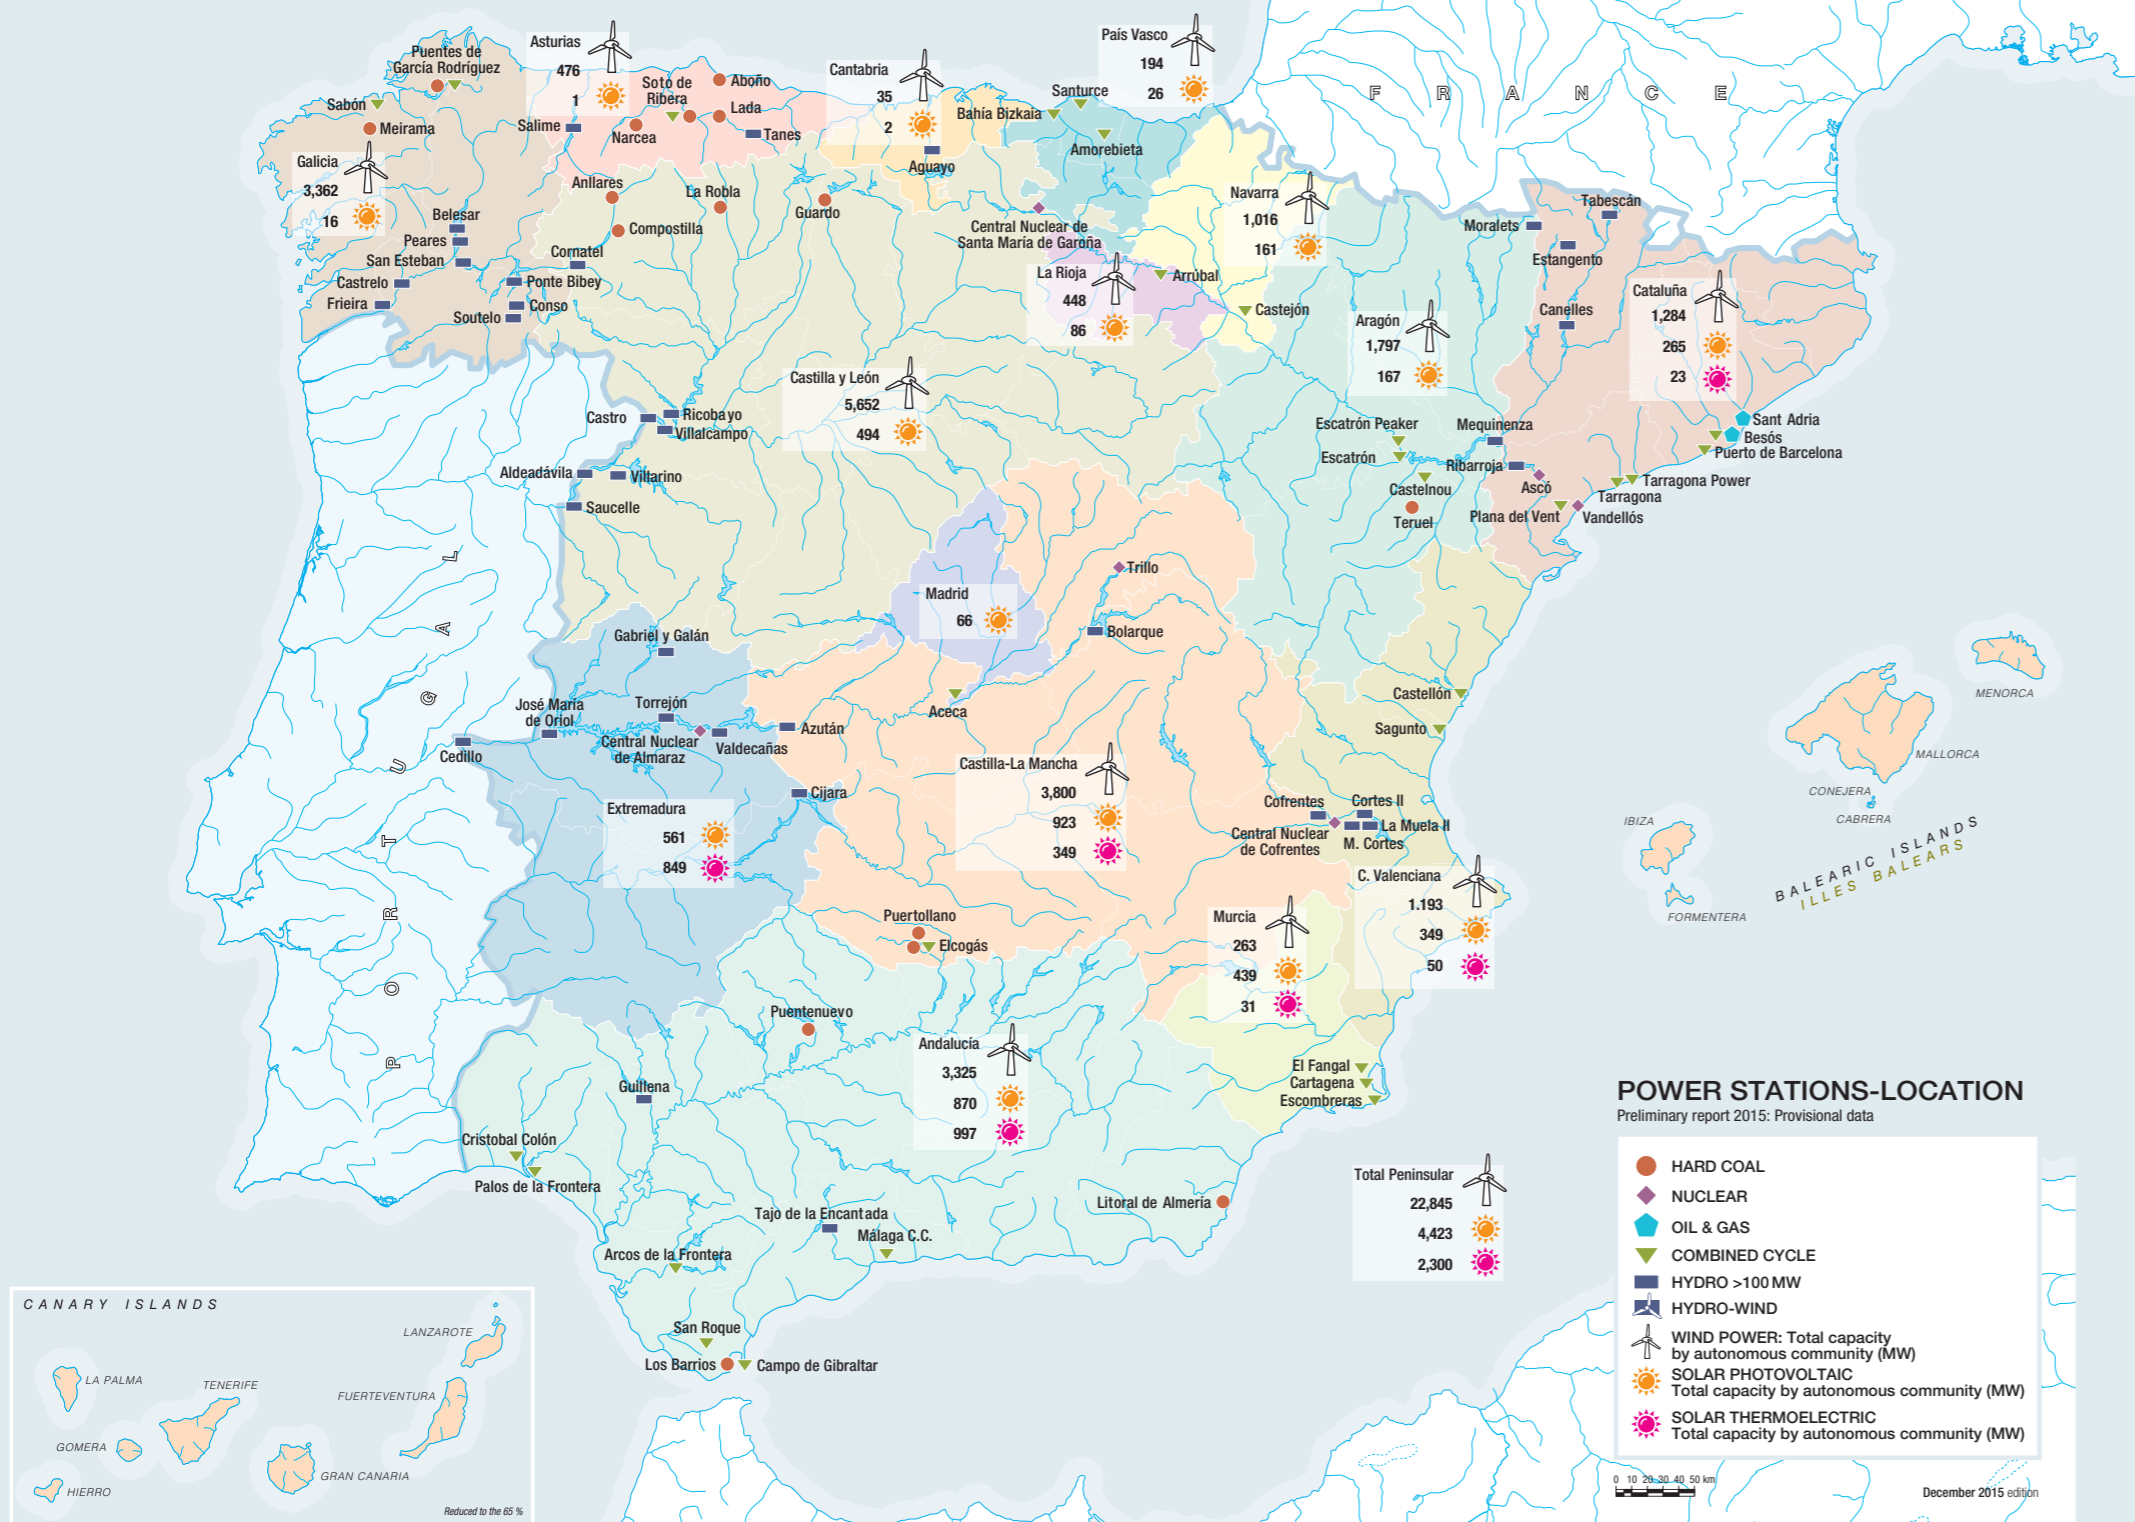 Puentes de
García Rodríguez
Sabón
Meirama
Galicia
3,362
16
Belesar
Peares
San Esteban
Castrelo
Frieira
Ponte Bibey
Conso
Soutelo
Cornatel
Asturias
476
1
Salime
Soto de
Ribera
Narcea
Aboño
Lada
Tanes
Cantabria
35
2
Aguayo
País Vasco
194
26
Santurce
Bahía Bizkaia
Amorebieta
F R A N C E
Anllares
La Robla
Guardo
Compostilla
Central Nuclear de
Santa María de Garoña
Navarra
1,016
161
La Rioja
448
86
Arrúbal
Castejón
Tabescán
Moralets
Estangento
Canelles
Cataluña
1,284
265
23
Aragón
1,797
167
Castilla y León
5,652
494
Castro
Ricobayo
Villalcampo
Aldeadávila
Villarino
Saucelle
Escatrón Peaker
Escatrón
Mequinenza
Ribarroja
Castelnou
Teruel
Ascó
Plana del Vent
Vandellós
Tarragona
Tarragona Power
Sant Adria
Besós
Puerto de Barcelona
Madrid
66
Trillo
Bolarque
Gabriel y Galán
José María
de Oriol
Torrejón
Central Nuclear
de Almaraz
Valdecañas
Azután
Aceca
Cedillo
Cijara
P O R T U G A L
Extremadura
561
849
Castilla-La Mancha
3,800
923
349
Castellón
Sagunto
Cofrentes
Cortes II
La Muela II
M. Cortes
Central Nuclear
de Cofrentes
C. Valenciana
1.193
349
50
Murcia
263
439
31
MENORCA
MALLORCA
CONEJERA
CABRERA
IBIZA
FORMENTERA
BALEARIC ISLANDS
ILLES BALEARS
Puertollano
Elcogás
Puentenuevo
Andalucía
3,325
870
997
Guillena
El Fangal
Cartagena
Escombreras
Cristobal Colón
Palos de la Frontera
Litoral de Almería
Tajo de la Encantada
Málaga C.C.
Arcos de la Frontera
San Roque
Los Barrios
Campo de Gibraltar
Total Peninsular
22,845
4,423
2,300
CANARY ISLANDS
LANZAROTE
LA PALMA
TENERIFE
FUERTEVENTURA
GOMERA
HIERRO
GRAN CANARIA
Reduced to the 65 %
POWER STATIONS-LOCATION
Preliminary report 2015: Provisional data
HARD COAL
NUCLEAR
OIL & GAS
COMBINED CYCLE
HYDRO >100 MW
HYDRO-WIND
WIND POWER: Total capacity
by autonomous community (MW)
SOLAR PHOTOVOLTAIC
Total capacity by autonomous community (MW)
SOLAR THERMOELECTRIC
Total capacity by autonomous community (MW)
0 10 20 30 40 50 km
December 2015 edition